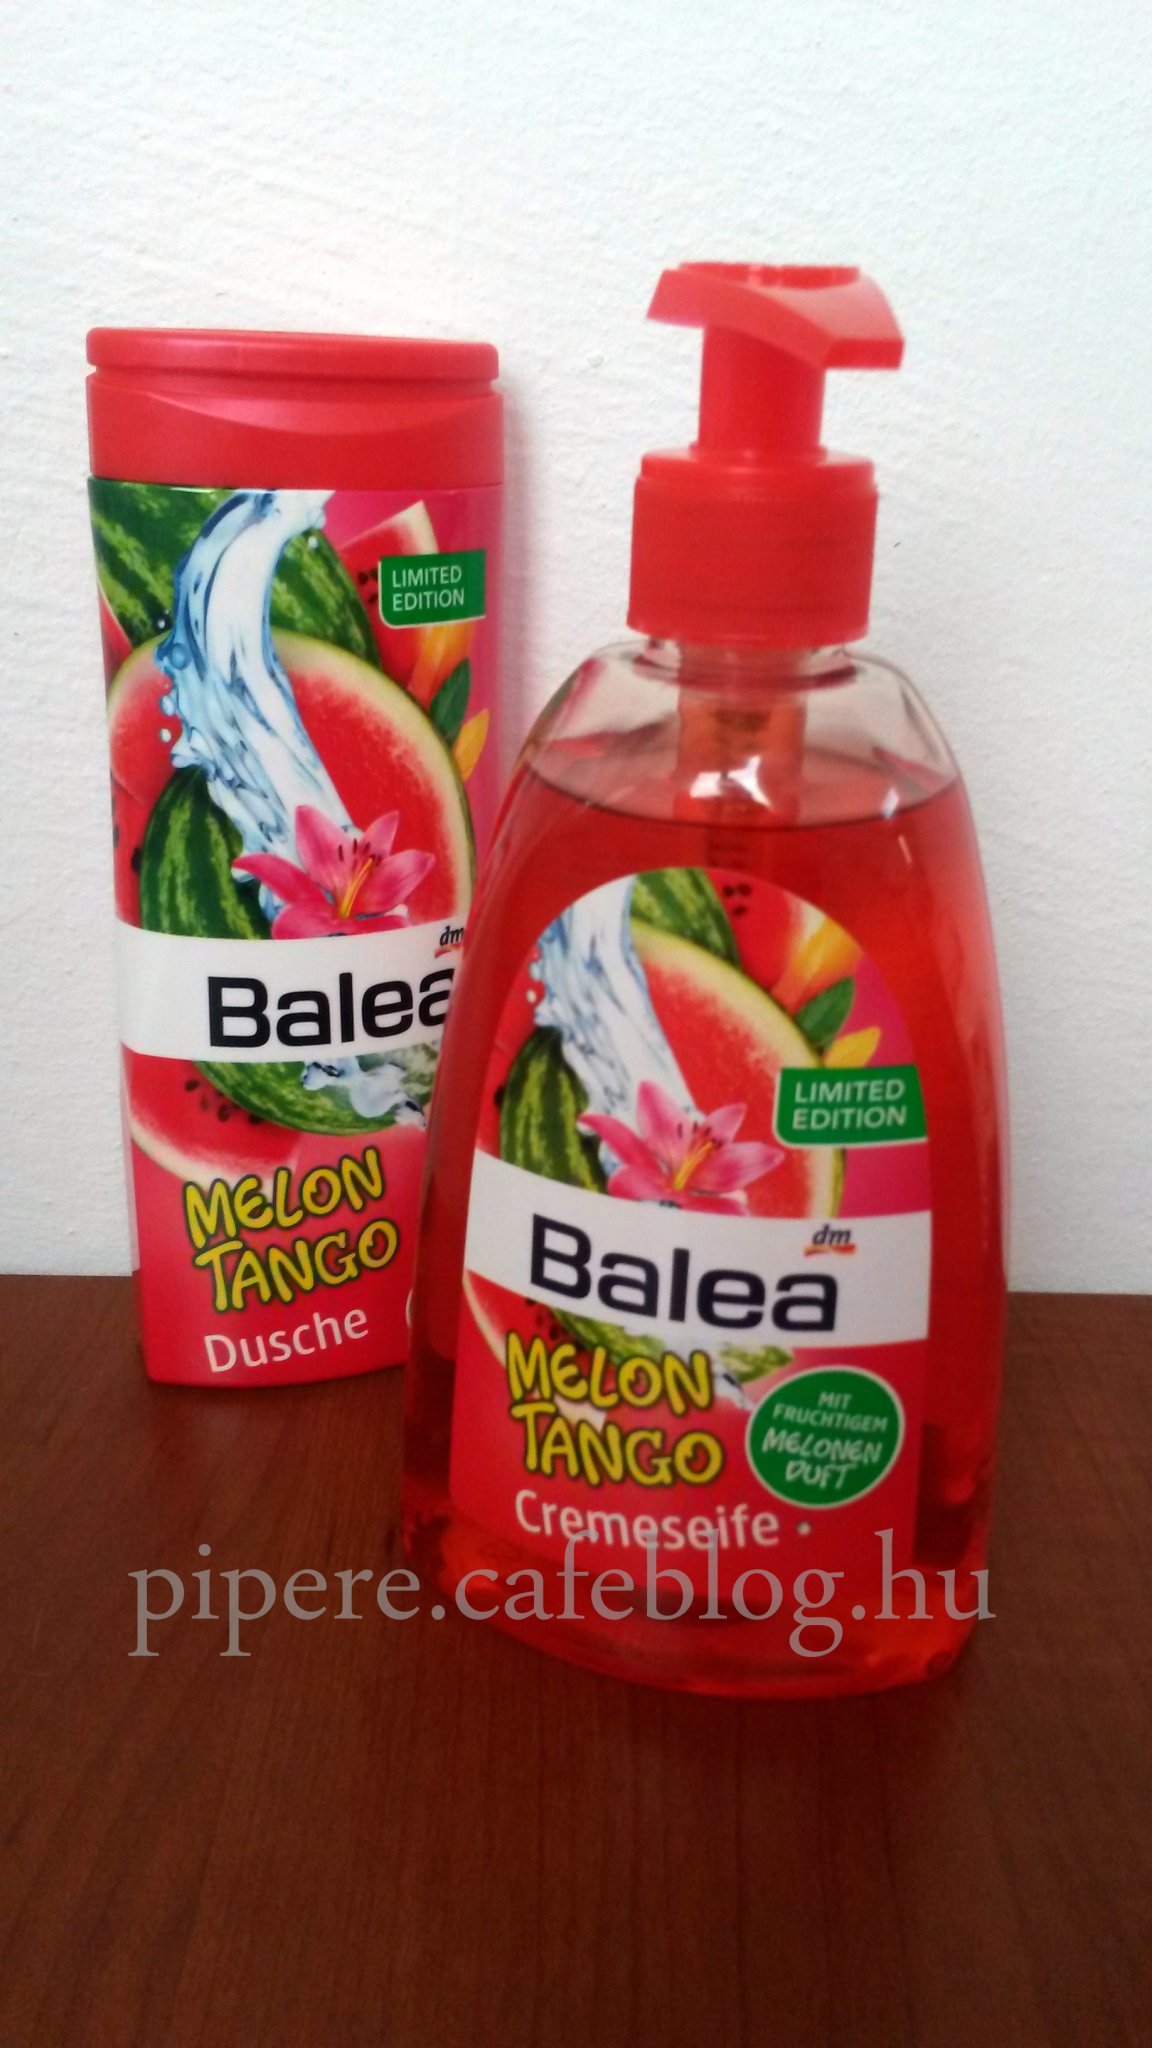 LIMITED
EDITION
dm
Balea
MELON
TANGO
Dusche
LIMITED
EDITION
dm
Balea
MELON
TANGO
MIT
FRUCHTIGEM
MELONEN
DUFT
Cremeseife •
pipere.cafeblog.hu